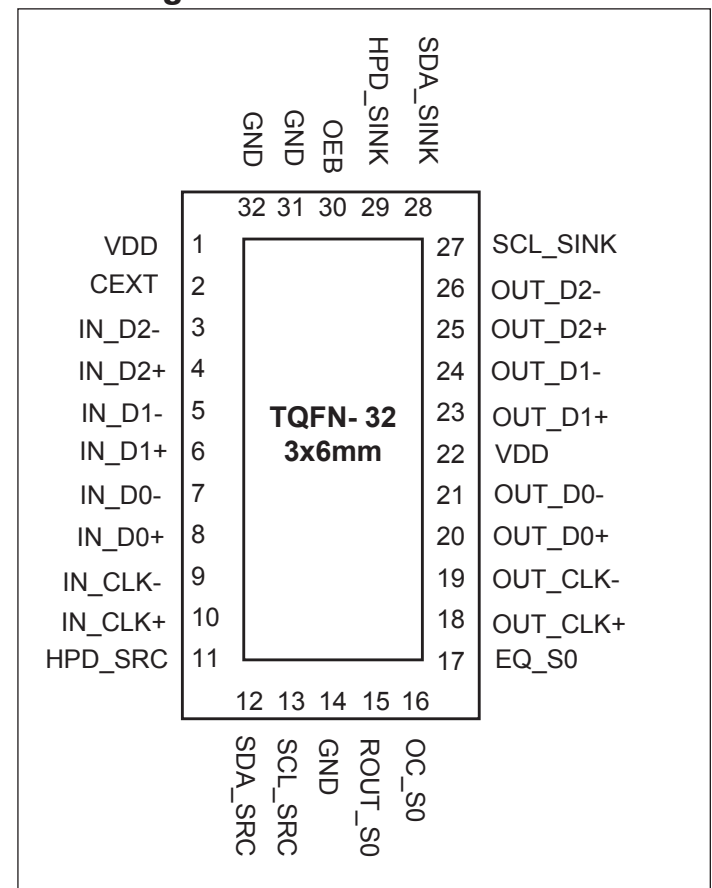 HPD_SINK
SDA_SINK
GND
GND
OEB
32 31 30 29 28
VDD 1
CEXT 2
IN_D2- 3
IN_D2+ 4
IN_D1- 5
IN_D1+ 6
IN_D0- 7
IN_D0+ 8
IN_CLK- 9
IN_CLK+ 10
HPD_SRC 11
TQFN- 32
3x6mm
27 SCL_SINK
26 OUT_D2-
25 OUT_D2+
24 OUT_D1-
23 OUT_D1+
22 VDD
21 OUT_D0-
20 OUT_D0+
19 OUT_CLK-
18 OUT_CLK+
17 EQ_S0
12 13 14 15 16
SDA_SRC
SCL_SRC
GND
ROUT_S0
OC_S0